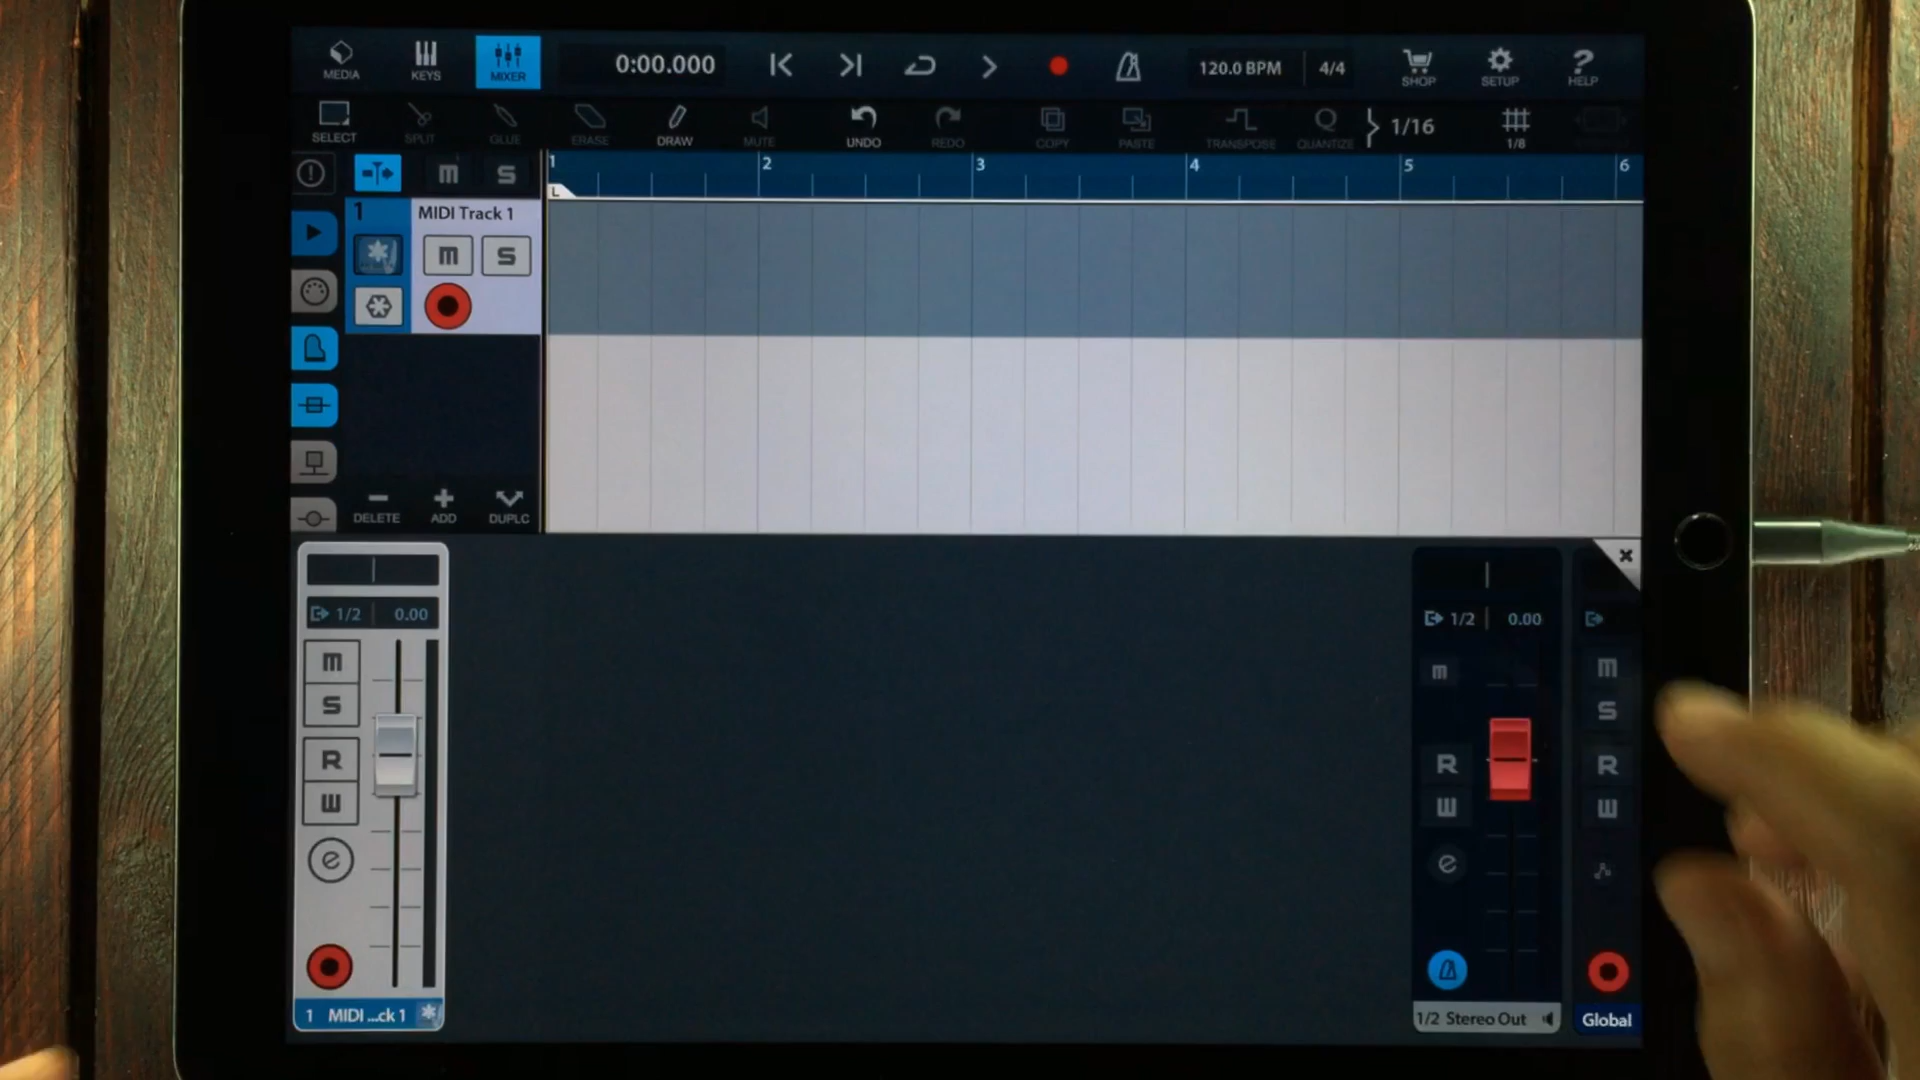 MEDIA KEYS MIXER 0:00.000 120.0 BPM 4/4 SHOP SETUP HELP
SELECT SPLIT GLUE ERASE DRAW MUTE UNDO REDO COPY PASTE TRANSPOSE QUANTIZE 1/16 1/8
m S 1 2 3 4 5 6
L
1 MIDI Track 1
m S
DELETE ADD DUPLC
1/2 0.00 1/2 0.00
m m m
S S
R R R
W W W
e e
1 MIDI ...ck 1 1/2 Stereo Out Global